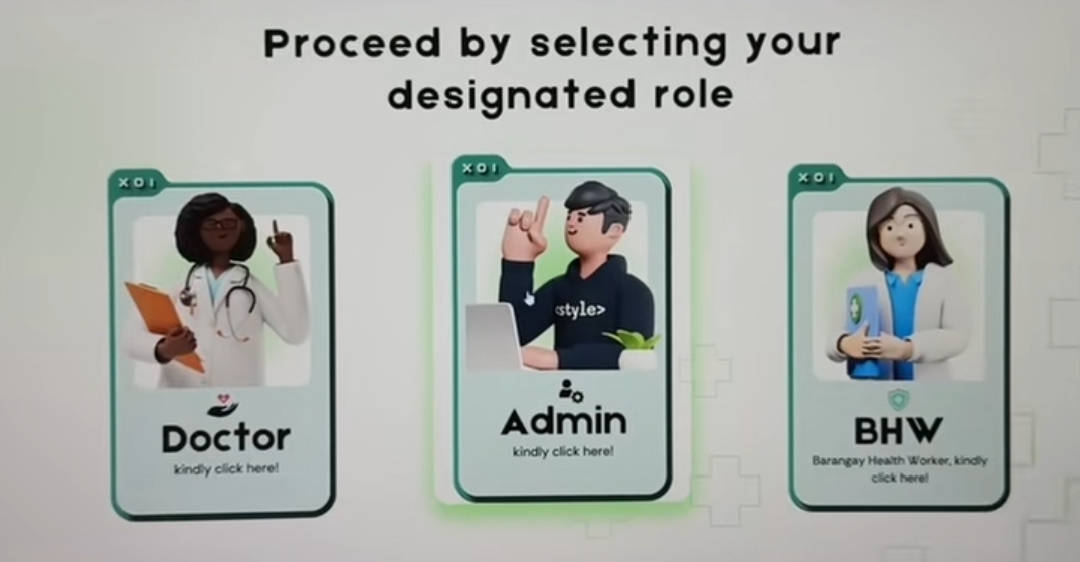 Proceed by selecting your
designated role
XOI
XOI
XOI
<style>
Doctor
kindly click here!
Admin
kindly click here!
BHW
Barangay Health Worker, kindly
click here!